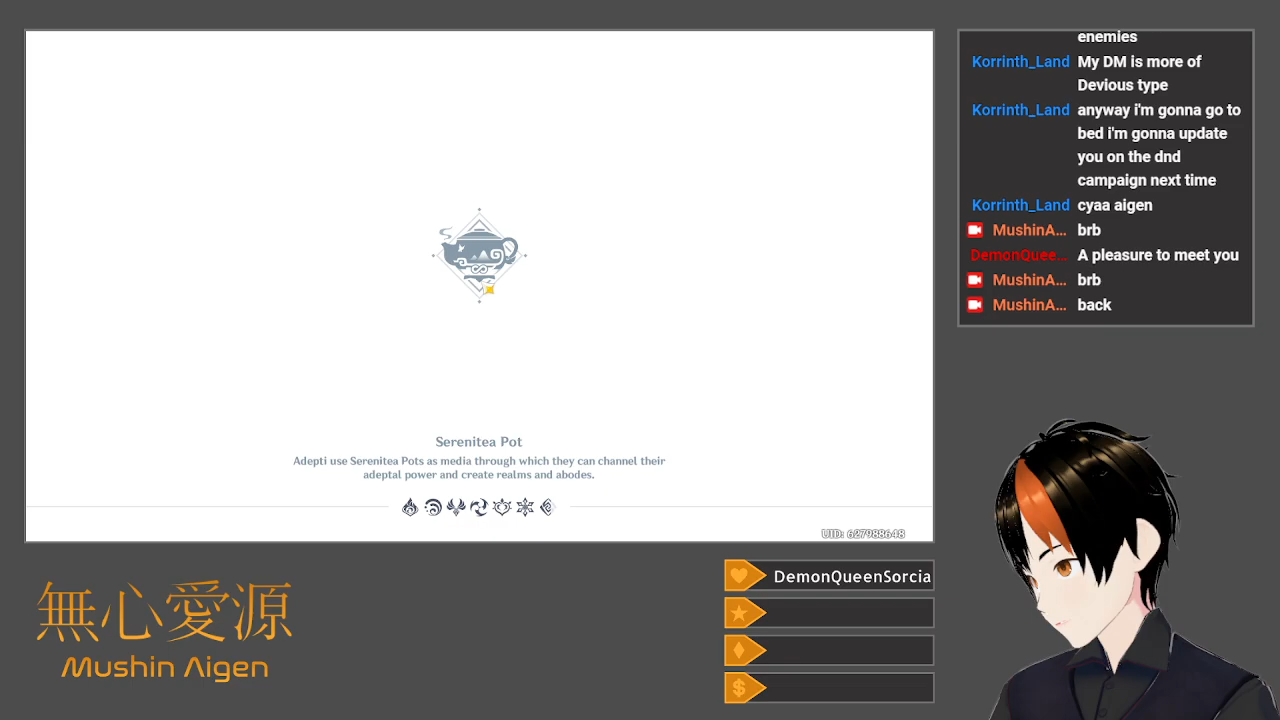 Serenitea Pot
Adepti use Serenitea Pots as media through which they can channel their
adeptal power and create realms and abodes.
UID: 627988648
enemies
Korrinth_Land My DM is more of
Devious type
Korrinth_Land anyway i'm gonna go to
bed i'm gonna update
you on the dnd
campaign next time
Korrinth_Land cyaa aigen
MushinA... brb
DemonQuee... A pleasure to meet you
MushinA... brb
MushinA... back
無心愛源
Mushin Aigen
DemonQueenSorcia
$